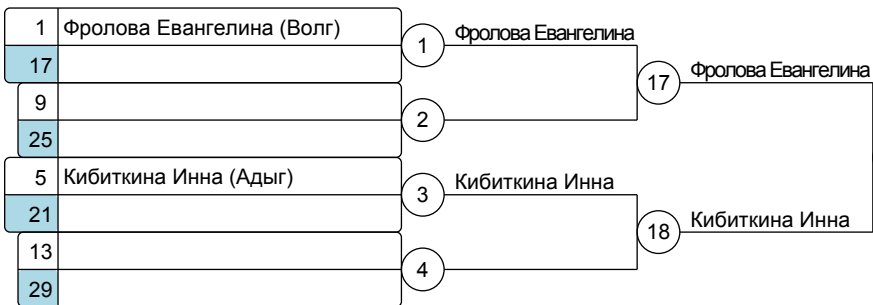 1 Фролова Евангелина (Волг)
17
1 Фролова Евангелина
9
25
2
17 Фролова Евангелина
5 Кибиткина Инна (Адыг)
21
3 Кибиткина Инна
13
29
4
18 Кибиткина Инна